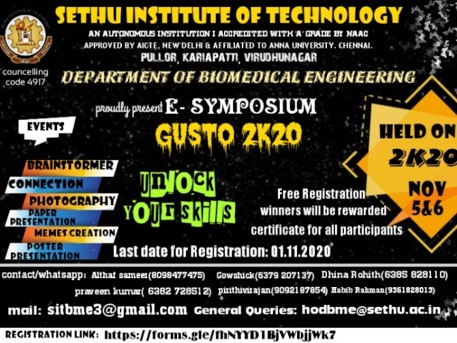 SETHU INSTITUTE OF TECHNOLOGY
AN AUTONOMOUS INSTITUTION | ACCREDITED WITH 'A' GRADE BY NAAC
APPROVED BY AICTE, NEW DELHI & AFFILIATED TO ANNA UNIVERSITY. CHENNAI.
PULLOR, KARIAPATTI, VIRUDHUNAGAR
councelling
code 4917
DEPARTMENT OF BIOMEDICAL ENGINEERING
proudly present E- SYMPOSIUM
GUSTO 2K20
EVENTS
BRAINSTORMER
CONNECTION
PHOTOGRAPHY
PAPER
PRESENTATION
MEMES CREATION
POSTER
PRESENTATION
UNLOCK
YOUR SKILLS
HELD ON
2K20
NOV
5&6
Free Registration
winners will be rewarded
certificate for all participants
Last date for Registration: 01.11.2020
contact/whatsapp: Althaf sameer(8098477475) Gowshick(6379 207137) Dhina Rohith(6385 828110)
praveen kumar( 6382 728512) pirithivirajan(9092187854) Habib Rahman(9361828013)
mail: sitbme3@gmail.com General Queries: hodbme@sethu.ac.in
REGISTRATION LINK: https://forms.gle/fhNYYD1BjVWbjjWk7